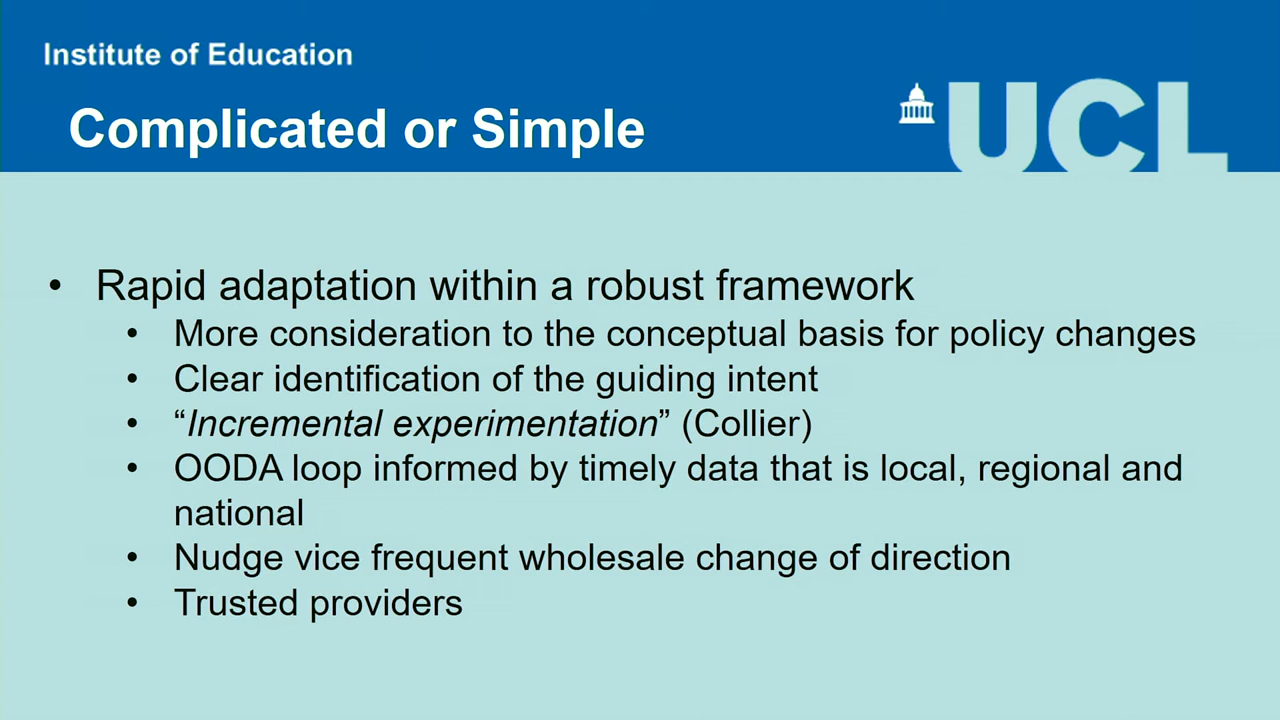 Institute of Education
Complicated or Simple
UCL
• Rapid adaptation within a robust framework
• More consideration to the conceptual basis for policy changes
• Clear identification of the guiding intent
• “Incremental experimentation” (Collier)
• OODA loop informed by timely data that is local, regional and
national
• Nudge vice frequent wholesale change of direction
• Trusted providers